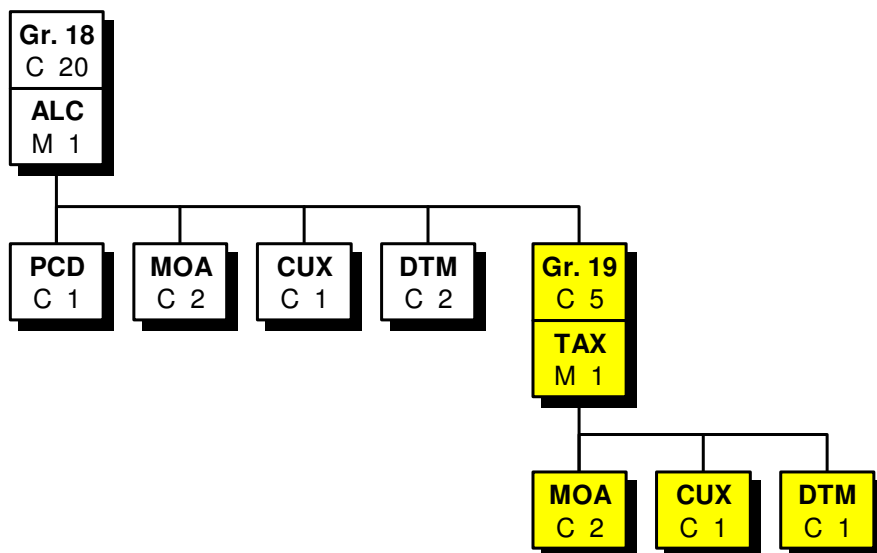 Gr. 18
C 20
ALC
M 1
PCD
C 1
MOA
C 2
CUX
C 1
DTM
C 2
Gr. 19
C 5
TAX
M 1
MOA
C 2
CUX
C 1
DTM
C 1